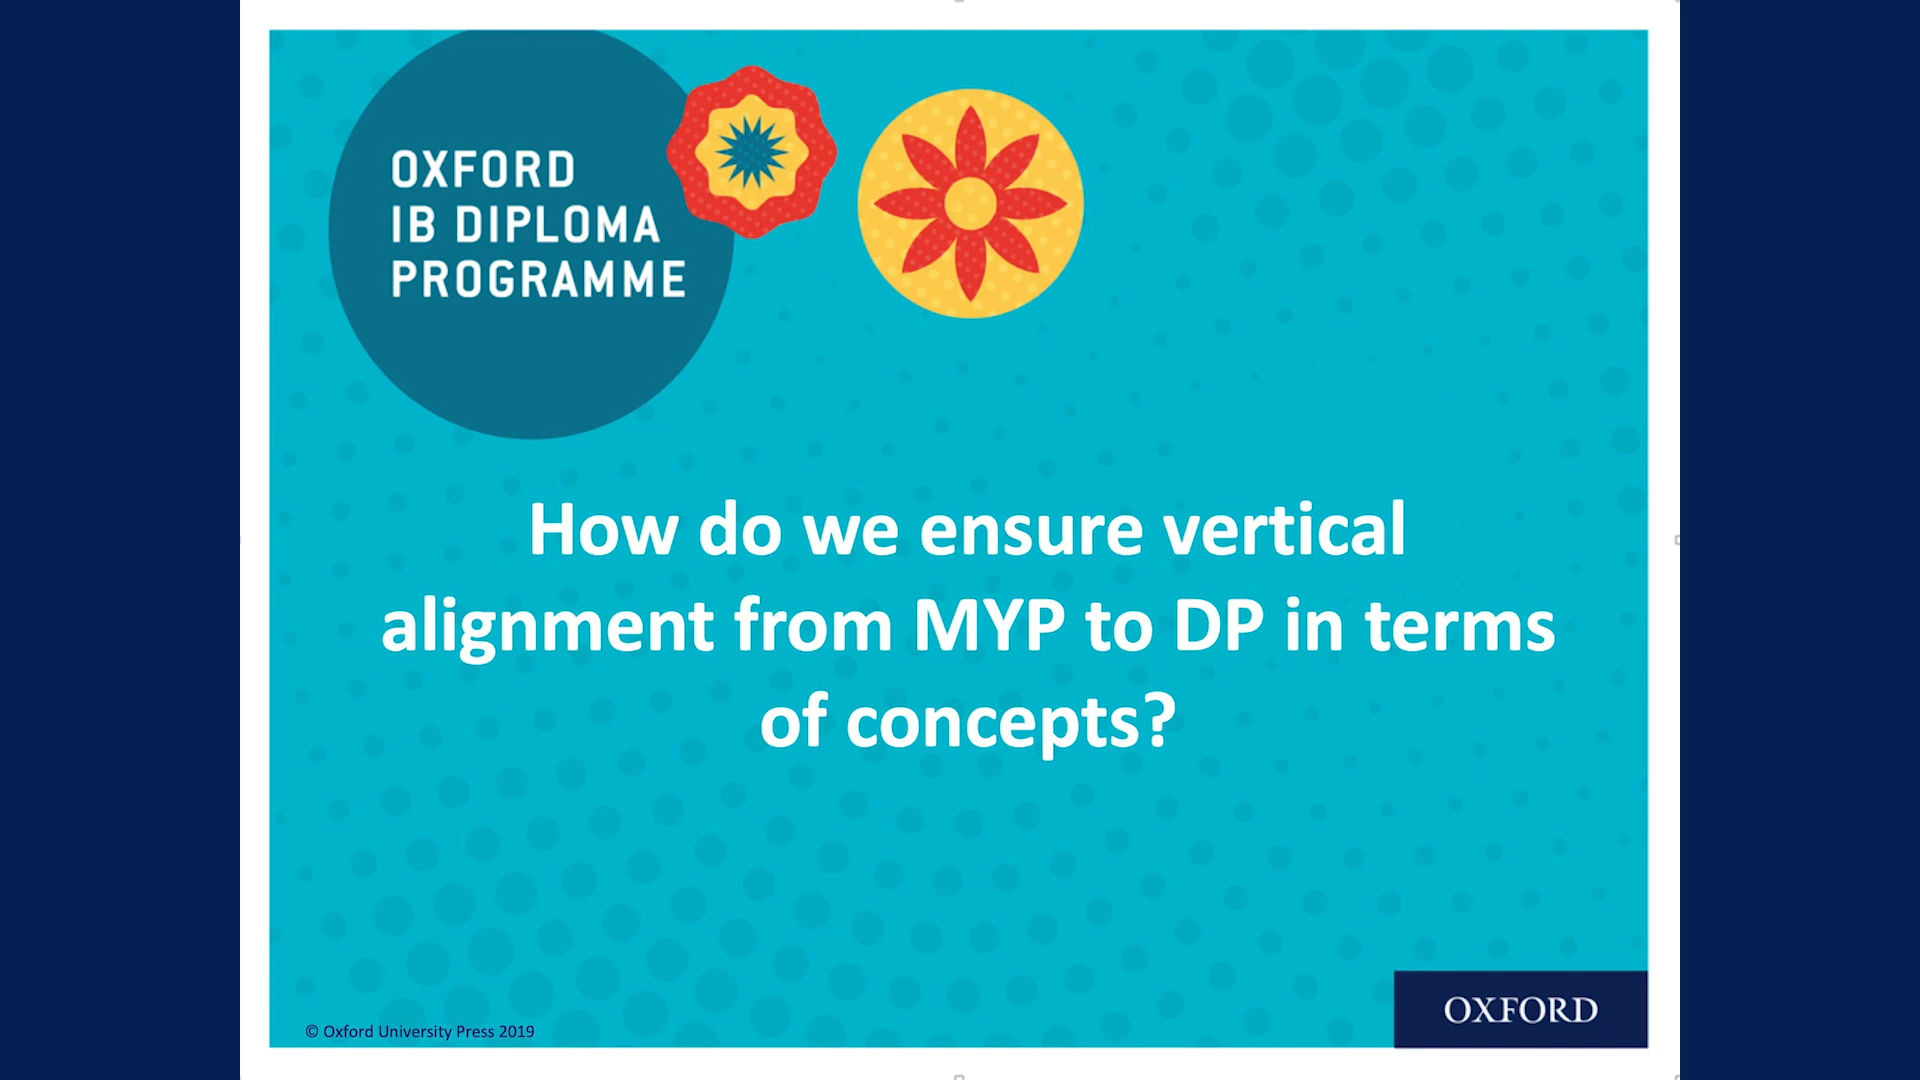 OXFORD
IB DIPLOMA
PROGRAMME
How do we ensure vertical
alignment from MYP to DP in terms
of concepts?
© Oxford University Press 2019
OXFORD